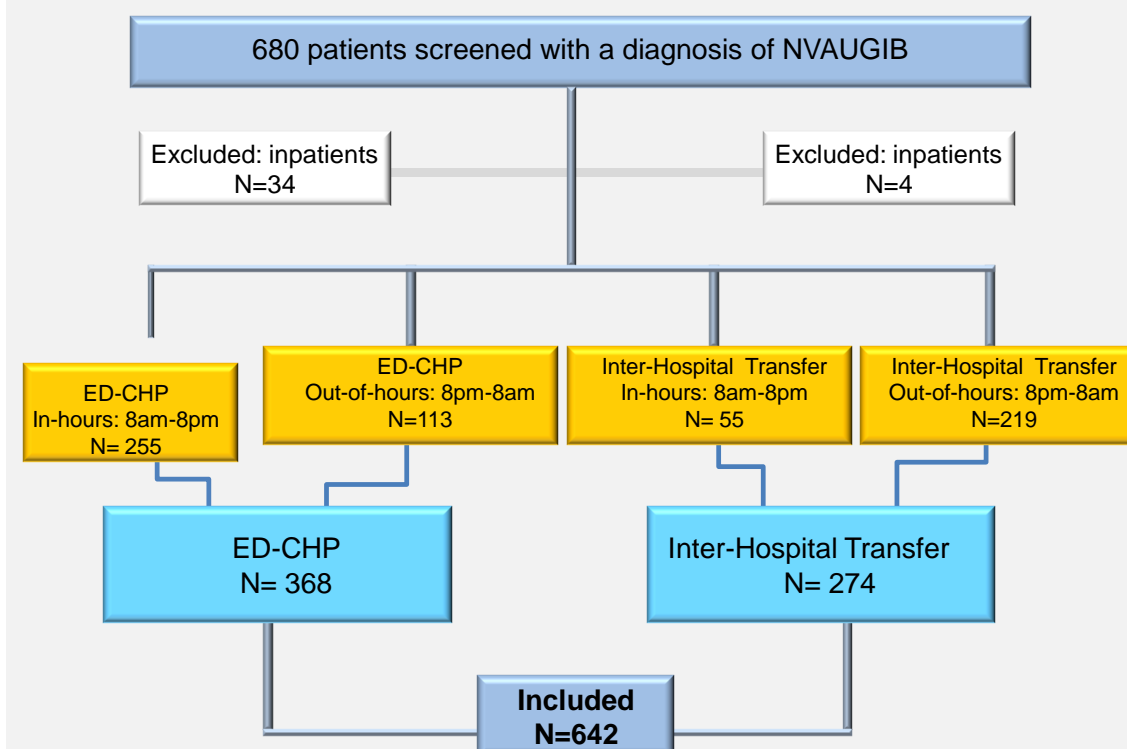 680 patients screened with a diagnosis of NVAUGIB
Excluded: inpatients
N=34
Excluded: inpatients
N=4
ED-CHP
In-hours: 8am-8pm
N= 255
ED-CHP
Out-of-hours: 8pm-8am
N=113
Inter-Hospital Transfer
In-hours: 8am-8pm
N= 55
Inter-Hospital Transfer
Out-of-hours: 8pm-8am
N=219
ED-CHP
N= 368
Inter-Hospital Transfer
N= 274
Included
N=642